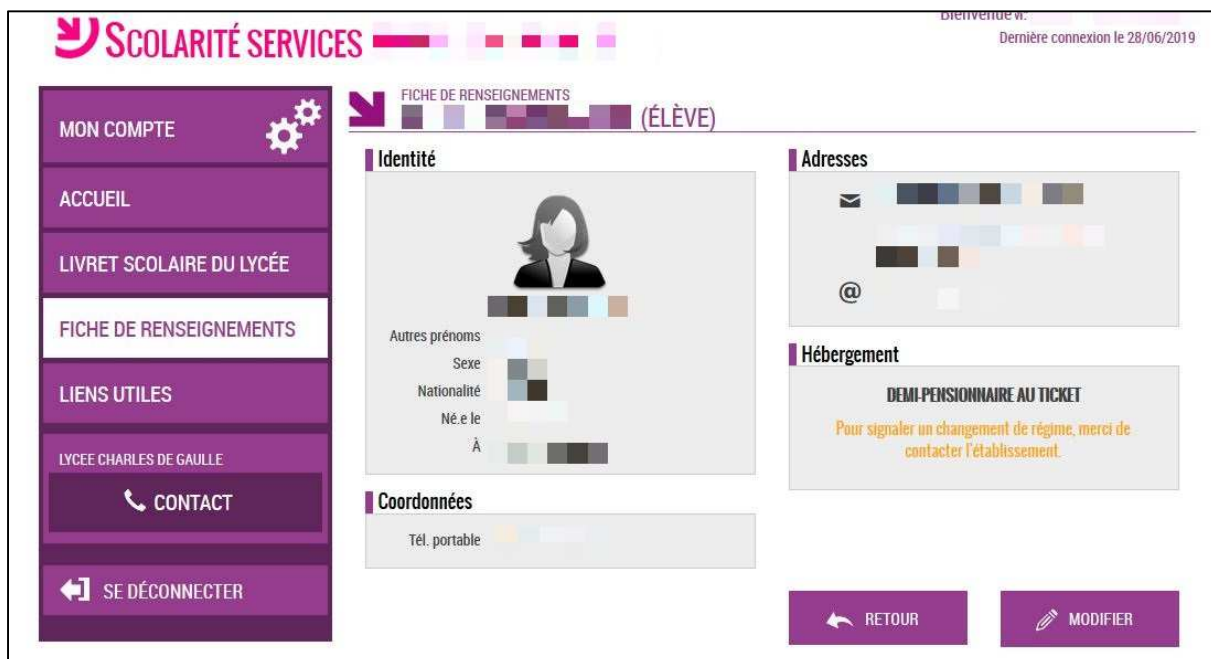 SCOLARITÉ SERVICES
Dernière connexion le 28/06/2019
MON COMPTE
ACCUEIL
LIVRET SCOLAIRE DU LYCÉE
FICHE DE RENSEIGNEMENTS
LIENS UTILES
LYCEE CHARLES DE GAULLE
CONTACT
SE DÉCONNECTER
FICHE DE RENSEIGNEMENTS
(ÉLÈVE)
Identité
Autres prénoms
Sexe
Nationalité
Né.e le
À
Coordonnées
Tél. portable
Adresses
@
Hébergement
DEMI-PENSIONNAIRE AU TICKET
Pour signaler un changement de régime, merci de
contacter l'établissement.
RETOUR
MODIFIER